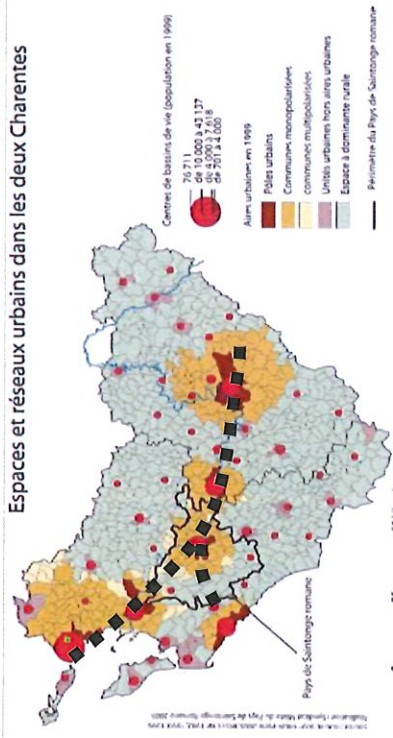 Espaces et réseaux urbains dans les deux Charentes
Centres de bassins de vie (population en 1999)
76 711
de 10 000 à 43 137
de 4 000 à 7 618
de 701 à 4 000
Aires urbaines en 1999
Pôles urbains
Communes monopolarisées
communes multipolarisées
Unités urbaines hors aires urbaines
Espace à dominante rurale
Périmètre du Pays de Saintonge romane
Pays de Saintonge romane